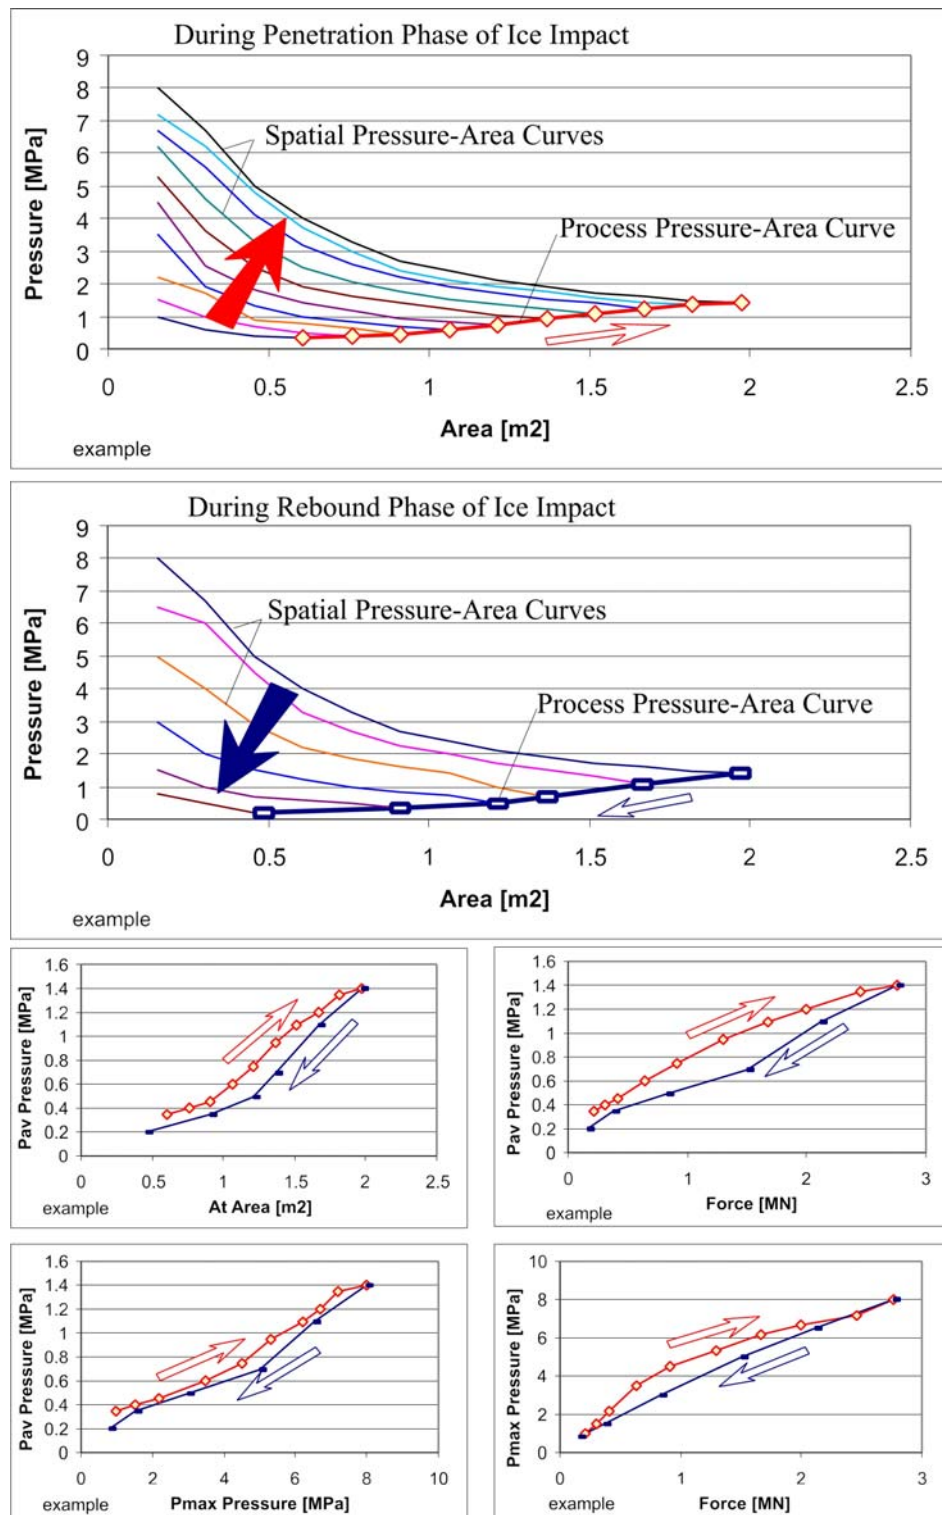 During Penetration Phase of Ice Impact
9
8
7
6
5
4
3
2
1
0
Pressure [MPa]
Spatial Pressure-Area Curves
Process Pressure-Area Curve
0 0.5 1 1.5 2 2.5
Area [m2]
example
During Rebound Phase of Ice Impact
9
8
7
6
5
4
3
2
1
0
Pressure [MPa]
Spatial Pressure-Area Curves
Process Pressure-Area Curve
0 0.5 1 1.5 2 2.5
Area [m2]
example
1.6
1.4
1.2
1
0.8
0.6
0.4
0.2
0
Pav Pressure [MPa]
0 0.5 1 1.5 2 2.5
At Area [m2]
example
1.6
1.4
1.2
1
0.8
0.6
0.4
0.2
0
Pav Pressure [MPa]
0 1 2 3
Force [MN]
example
1.6
1.4
1.2
1
0.8
0.6
0.4
0.2
0
Pav Pressure [MPa]
0 2 4 6 8 10
Pmax Pressure [MPa]
example
10
8
6
4
2
0
Pmax Pressure [MPa]
0 1 2 3
Force [MN]
example